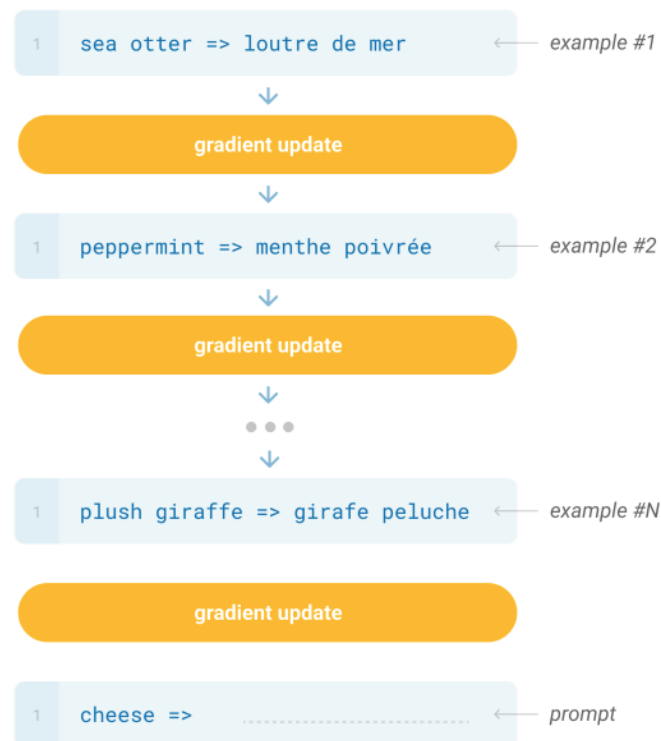 1 sea otter => loutre de mer example #1
gradient update
1 peppermint => menthe poivrée example #2
gradient update
1 plush giraffe => girafe peluche example #N
gradient update
1 cheese => prompt